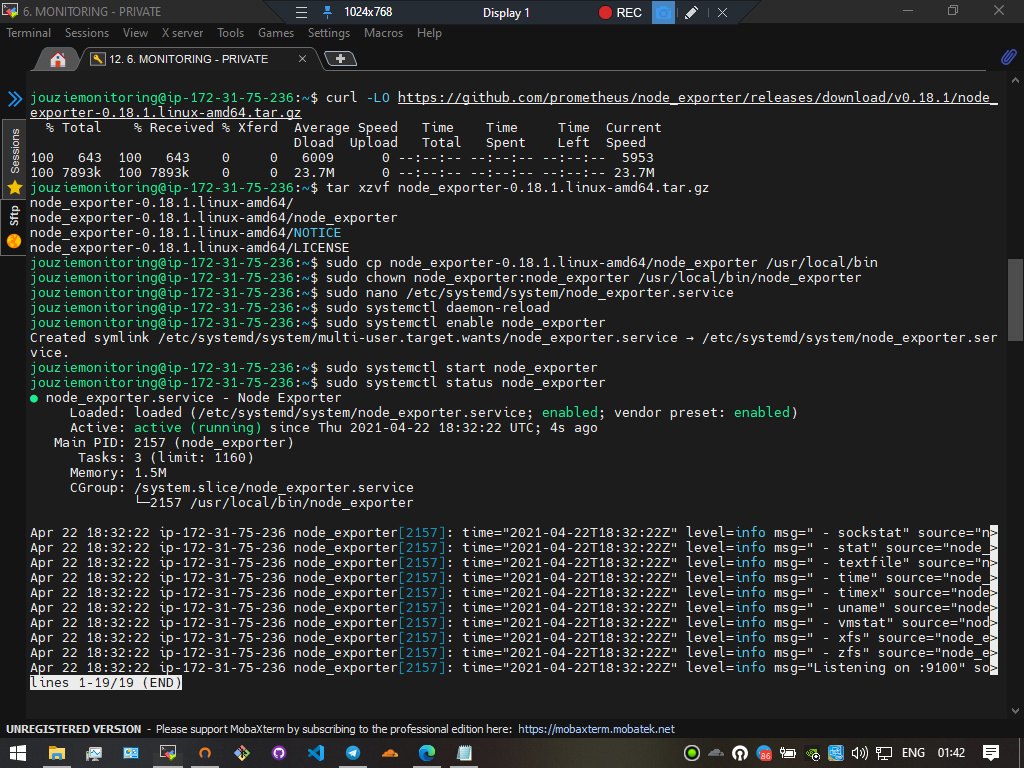 6. MONITORING - PRIVATE
1024x768
Display 1
REC
Terminal Sessions View X server Tools Games Settings Macros Help
12. 6. MONITORING - PRIVATE
Sessions
Sftp
jouziemonitoring@ip-172-31-75-236:~$ curl -LO https://github.com/prometheus/node_exporter/releases/download/v0.18.1/node_
exporter-0.18.1.linux-amd64.tar.gz
% Total % Received % Xferd Average Speed Time Time Time Current
Dload Upload Total Spent Left Speed
100 643 100 643 0 0 6009 0 --:--:-- --:--:-- --:--:-- 5953
100 7893k 100 7893k 0 0 23.7M 0 --:--:-- --:--:-- --:--:-- 23.7M
jouziemonitoring@ip-172-31-75-236:~$ tar xzvf node_exporter-0.18.1.linux-amd64.tar.gz
node_exporter-0.18.1.linux-amd64/
node_exporter-0.18.1.linux-amd64/node_exporter
node_exporter-0.18.1.linux-amd64/NOTICE
node_exporter-0.18.1.linux-amd64/LICENSE
jouziemonitoring@ip-172-31-75-236:~$ sudo cp node_exporter-0.18.1.linux-amd64/node_exporter /usr/local/bin
jouziemonitoring@ip-172-31-75-236:~$ sudo chown node_exporter:node_exporter /usr/local/bin/node_exporter
jouziemonitoring@ip-172-31-75-236:~$ sudo nano /etc/systemd/system/node_exporter.service
jouziemonitoring@ip-172-31-75-236:~$ sudo systemctl daemon-reload
jouziemonitoring@ip-172-31-75-236:~$ sudo systemctl enable node_exporter
Created symlink /etc/systemd/system/multi-user.target.wants/node_exporter.service → /etc/systemd/system/node_exporter.ser
vice.
jouziemonitoring@ip-172-31-75-236:~$ sudo systemctl start node_exporter
jouziemonitoring@ip-172-31-75-236:~$ sudo systemctl status node_exporter
● node_exporter.service - Node Exporter
Loaded: loaded (/etc/systemd/system/node_exporter.service; enabled; vendor preset: enabled)
Active: active (running) since Thu 2021-04-22 18:32:22 UTC; 4s ago
Main PID: 2157 (node_exporter)
Tasks: 3 (limit: 1160)
Memory: 1.5M
CGroup: /system.slice/node_exporter.service
└─2157 /usr/local/bin/node_exporter
Apr 22 18:32:22 ip-172-31-75-236 node_exporter[2157]: time="2021-04-22T18:32:22Z" level=info msg=" - sockstat" source="n>
Apr 22 18:32:22 ip-172-31-75-236 node_exporter[2157]: time="2021-04-22T18:32:22Z" level=info msg=" - stat" source="node_>
Apr 22 18:32:22 ip-172-31-75-236 node_exporter[2157]: time="2021-04-22T18:32:22Z" level=info msg=" - textfile" source="n>
Apr 22 18:32:22 ip-172-31-75-236 node_exporter[2157]: time="2021-04-22T18:32:22Z" level=info msg=" - time" source="node_>
Apr 22 18:32:22 ip-172-31-75-236 node_exporter[2157]: time="2021-04-22T18:32:22Z" level=info msg=" - timex" source="node>
Apr 22 18:32:22 ip-172-31-75-236 node_exporter[2157]: time="2021-04-22T18:32:22Z" level=info msg=" - uname" source="node>
Apr 22 18:32:22 ip-172-31-75-236 node_exporter[2157]: time="2021-04-22T18:32:22Z" level=info msg=" - vmstat" source="nod>
Apr 22 18:32:22 ip-172-31-75-236 node_exporter[2157]: time="2021-04-22T18:32:22Z" level=info msg=" - xfs" source="node_e>
Apr 22 18:32:22 ip-172-31-75-236 node_exporter[2157]: time="2021-04-22T18:32:22Z" level=info msg=" - zfs" source="node_e>
Apr 22 18:32:22 ip-172-31-75-236 node_exporter[2157]: time="2021-04-22T18:32:22Z" level=info msg="Listening on :9100" so>
lines 1-19/19 (END)
UNREGISTERED VERSION - Please support MobaXterm by subscribing to the professional edition here: https://mobaxterm.mobatek.net
86
ENG
01:42